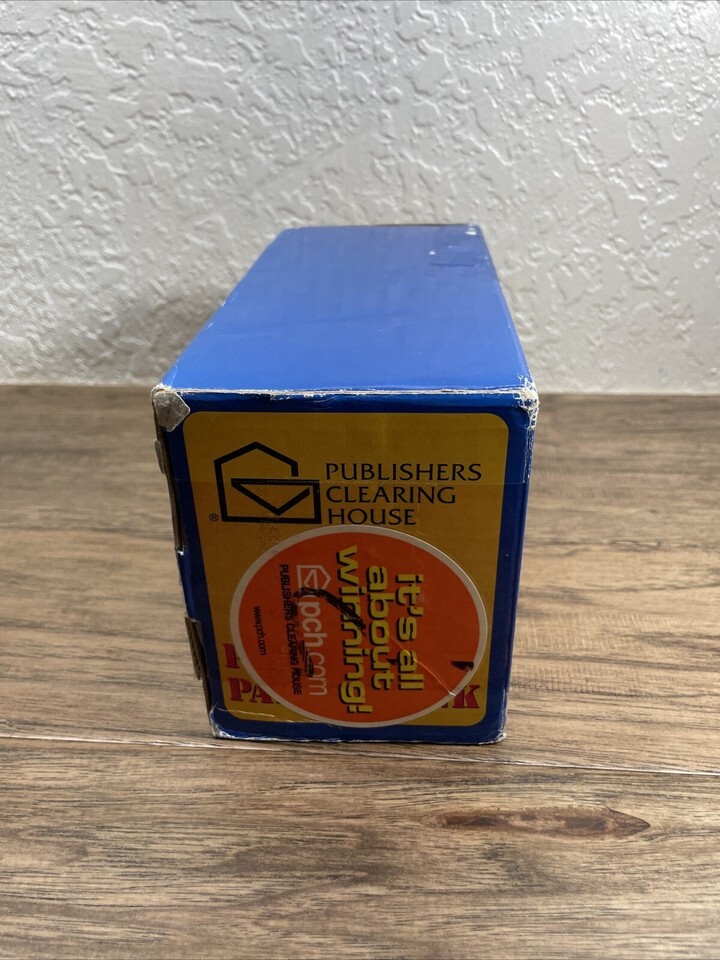 PUBLISHERS
CLEARING
HOUSE
®
it's all
about
winning!
pch.com
PUBLISHERS CLEARING HOUSE
www.pch.com